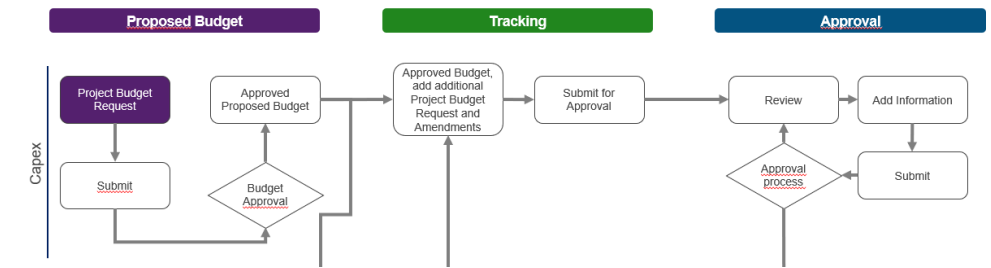 Proposed Budget
Tracking
Approval
Capex
Project Budget
Request
Submit
Approved
Proposed Budget
Budget
Approval
Approved Budget,
add additional
Project Budget
Request and
Amendments
Submit for
Approval
Review
Add Information
Approval
process
Submit